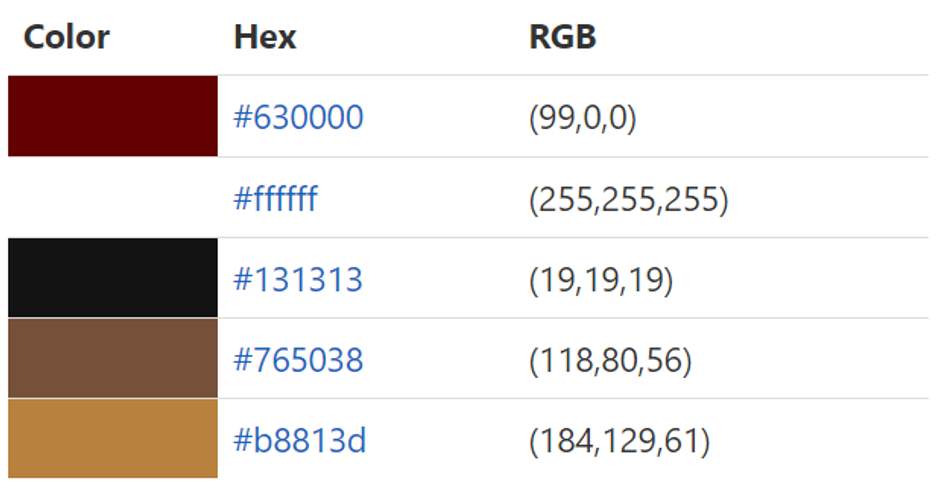 Color Hex RGB
#630000 (99,0,0)
#ffffff (255,255,255)
#131313 (19,19,19)
#765038 (118,80,56)
#b8813d (184,129,61)